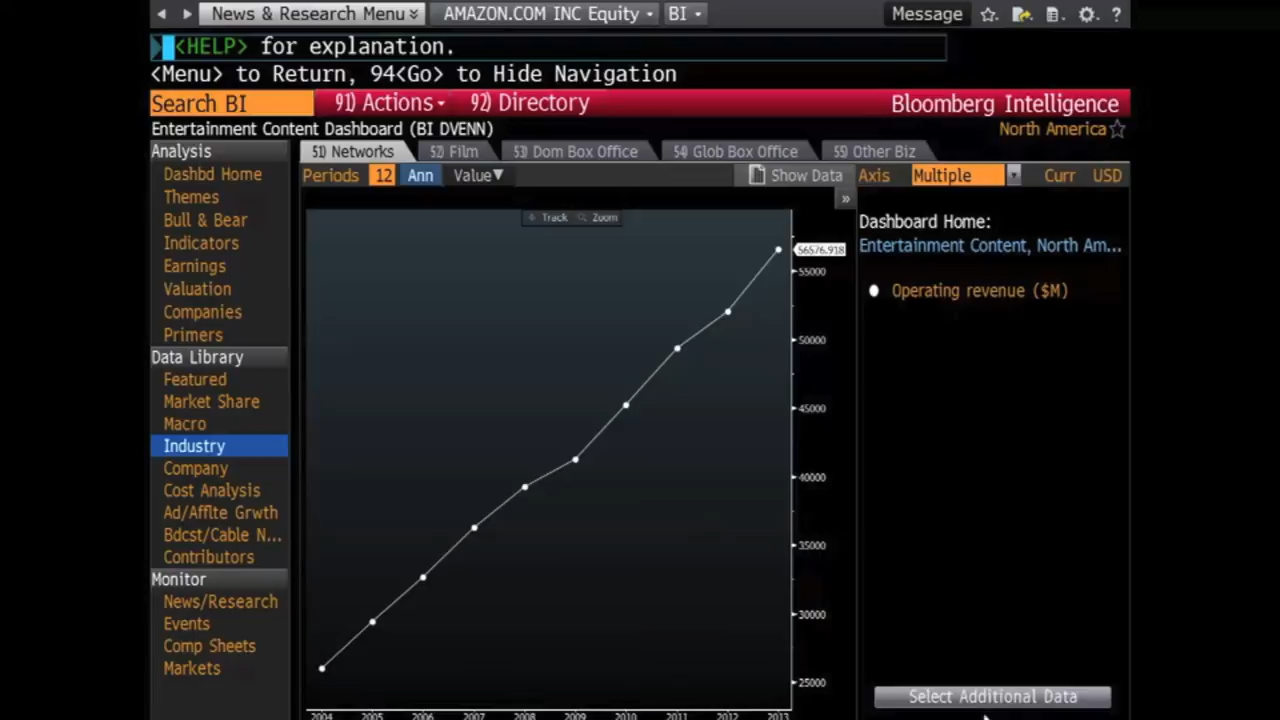 News & Research Menu AMAZON.COM INC Equity BI Message ?
<HELP> for explanation.
<Menu> to Return, 94<Go> to Hide Navigation
Search BI 91) Actions 92) Directory Bloomberg Intelligence
Entertainment Content Dashboard (BI DVENN) North America
Analysis
Dashbd Home
Themes
Bull & Bear
Indicators
Earnings
Valuation
Companies
Primers
Data Library
Featured
Market Share
Macro
Industry
Company
Cost Analysis
Ad/Afflte Grwth
Bdcst/Cable N...
Contributors
Monitor
News/Research
Events
Comp Sheets
Markets
51) Networks 52) Film 53) Dom Box Office 54) Glob Box Office 55) Other Biz
Periods 12 Ann Value Show Data Axis Multiple Curr USD
»
Track Zoom
56576.918
55000
50000
45000
40000
35000
30000
25000
2004 2005 2006 2007 2008 2009 2010 2011 2012 2013
Dashboard Home:
Entertainment Content, North Am...
Operating revenue ($M)
Select Additional Data